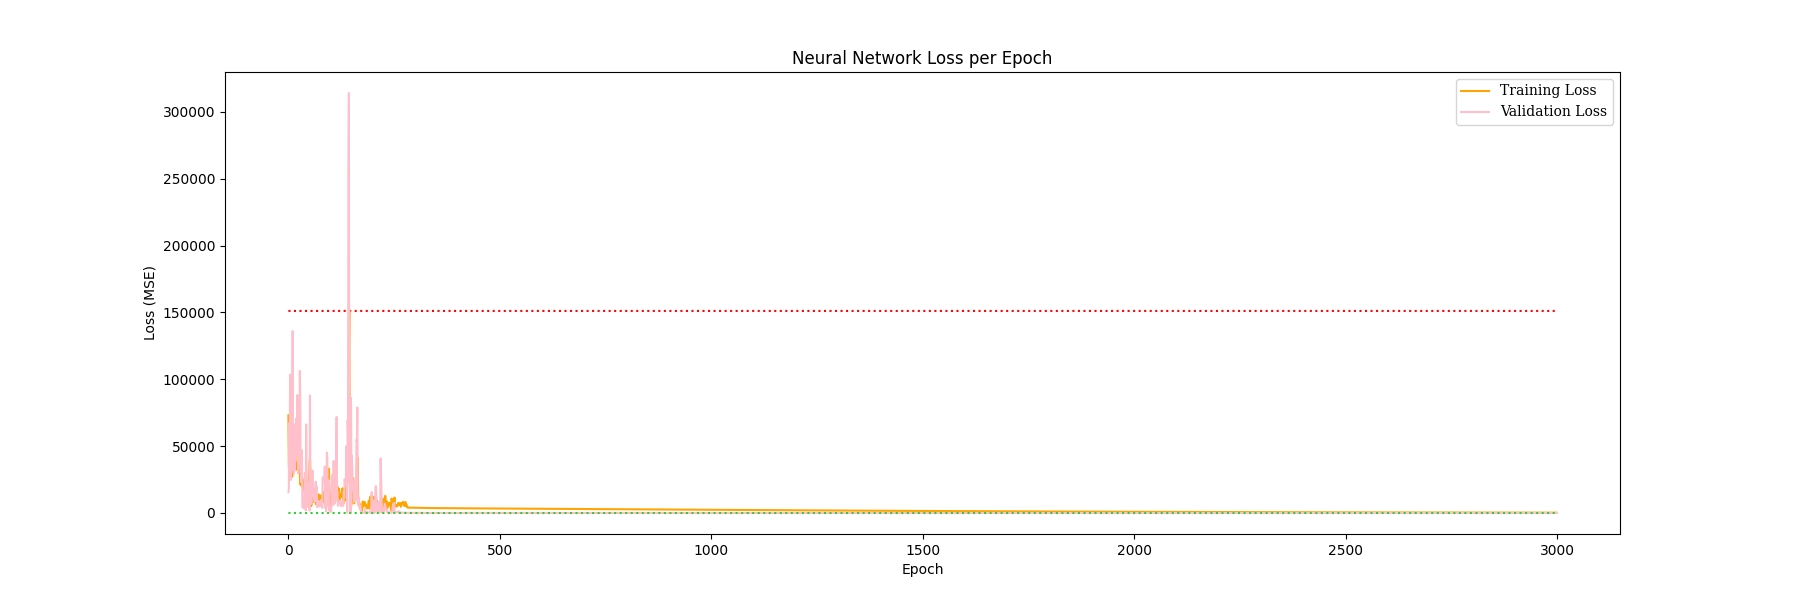 Neural Network Loss per Epoch
Training Loss
Validation Loss
300000
250000
200000
150000
100000
50000
0
Loss (MSE)
0 500 1000 1500 2000 2500 3000
Epoch